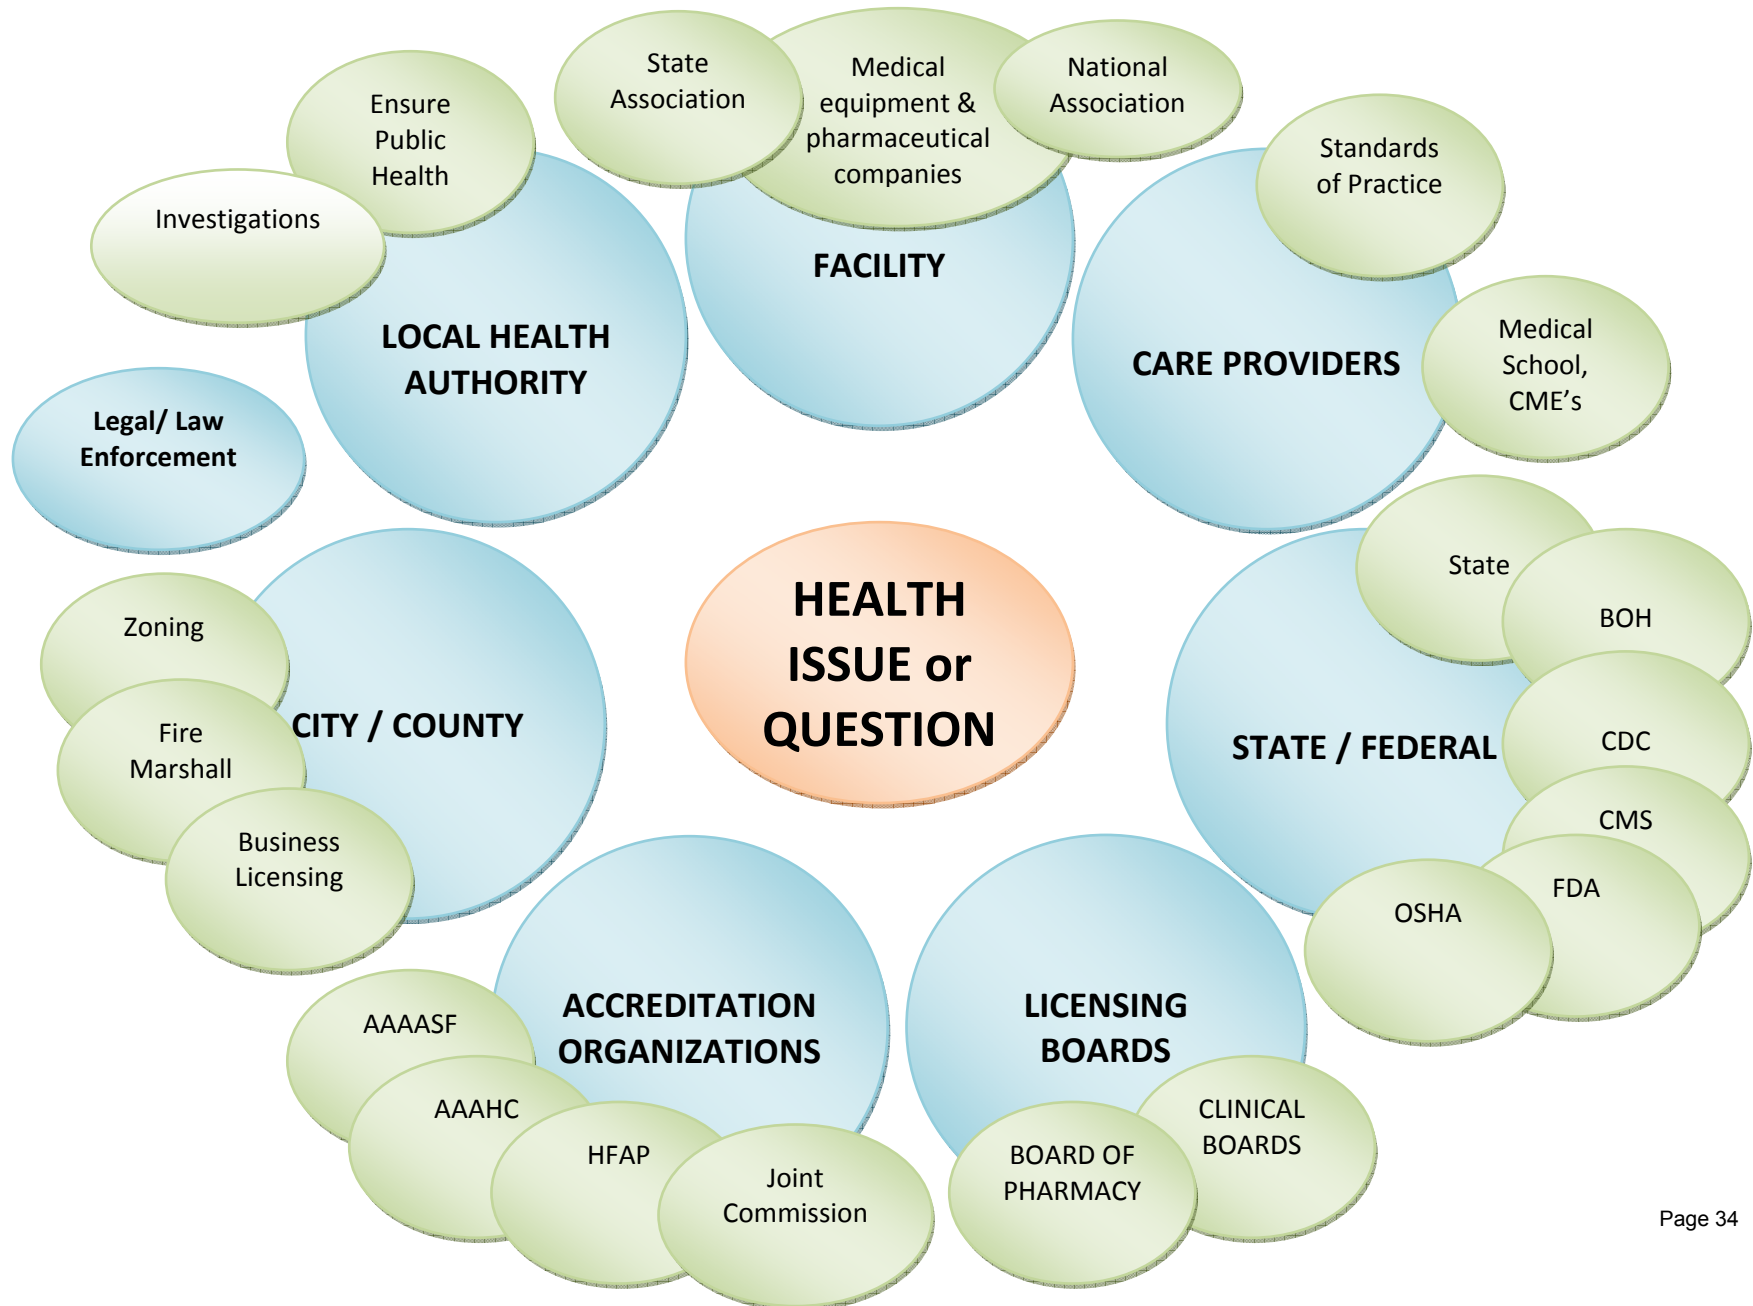 State
Association
Medical
equipment &
pharmaceutical
companies
National
Association
Ensure
Public
Health
Standards
of Practice
Investigations
FACILITY
LOCAL HEALTH
AUTHORITY
CARE PROVIDERS
Medical
School,
CME’s
Legal/ Law
Enforcement
HEALTH
ISSUE or
QUESTION
State
BOH
CDC
CMS
FDA
OSHA
STATE / FEDERAL
Zoning
Fire
Marshall
Business
Licensing
CITY / COUNTY
ACCREDITATION
ORGANIZATIONS
AAAASF
AAAHC
HFAP
Joint
Commission
LICENSING
BOARDS
CLINICAL
BOARDS
BOARD OF
PHARMACY
Page 34